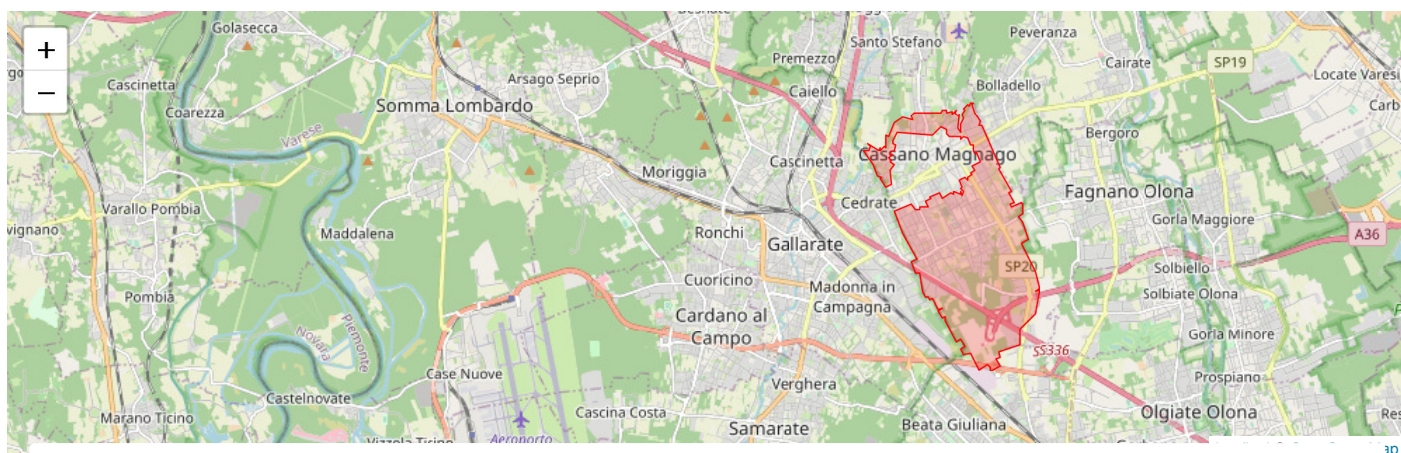 +
−
Golasecca
Santo Stefano
Peveranza
Premezzo
Cairate
SP19
Cascinetta
Arsago Seprio
Caiello
Bolladello
Locate Varesi
Coarezza
Somma Lombardo
Varese
Bergoro
Cascinetta
Cassano Magnago
Moriggia
Fagnano Olona
Varallo Pombia
Cedrate
Gorla Maggiore
vignano
Maddalena
Ronchi
Gallarate
A36
SP20
Solbiello
Pombia
Cuoricino
Madonna in
Campagna
Solbiate Olona
Cardano al
Campo
Novara
Piemonte
Gorla Minore
SS336
Case Nuove
Verghera
Prospiano
Castelnovate
Marano Ticino
Cascina Costa
Olgiate Olona
Samarate
Beata Giuliana
Aeroporto